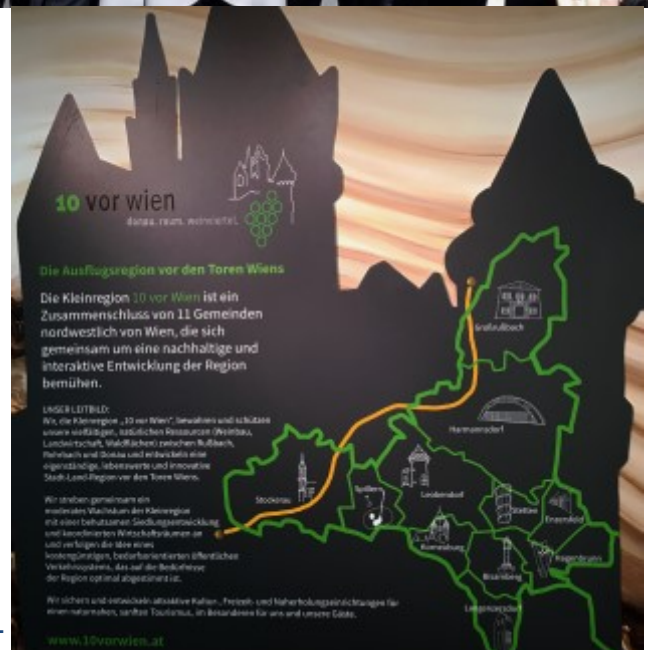 10 vor wien
donau. raum. weinviertel.
Die Ausflugsregion vor den Toren Wiens
Die Kleinregion 10 vor Wien ist ein
Zusammenschluss von 11 Gemeinden
nordwestlich von Wien, die sich
gemeinsam um eine nachhaltige und
interaktive Entwicklung der Region
bemühen.
UNSER LEITBILD:
Wir, die Kleinregion „10 vor Wien“, bewahren und schützen
unsere vielfältigen, natürlichen Ressourcen (Weinbau,
Landwirtschaft, Waldflächen) zwischen Rußbach,
Rohrbach und Donau und entwickeln eine
eigenständige, lebenswerte und innovative
Stadt-Land-Region vor den Toren Wiens.
Wir streben gemeinsam ein
moderates Wachstum der Kleinregion
mit einer behutsamen Siedlungsentwicklung
und koordinierten Wirtschaftsräumen an
und verfolgen die Idee eines
kostengünstigen, bedarfsorientierten öffentlichen
Verkehrssystems, das auf die Bedürfnisse
der Region optimal abgestimmt ist.
Wir sichern und entwickeln attraktive Kultur-, Freizeit- und Naherholungseinrichtungen für
einen naturnahen, sanften Tourismus, im Besonderen für uns und unsere Gäste.
www.10vorwien.at
Großrußbach
Harmannsdorf
Stockerau
Spillern
Leobendorf
Stetten
Enzersfeld
Korneuburg
Bisamberg
Hagenbrunn
Langenzersdorf